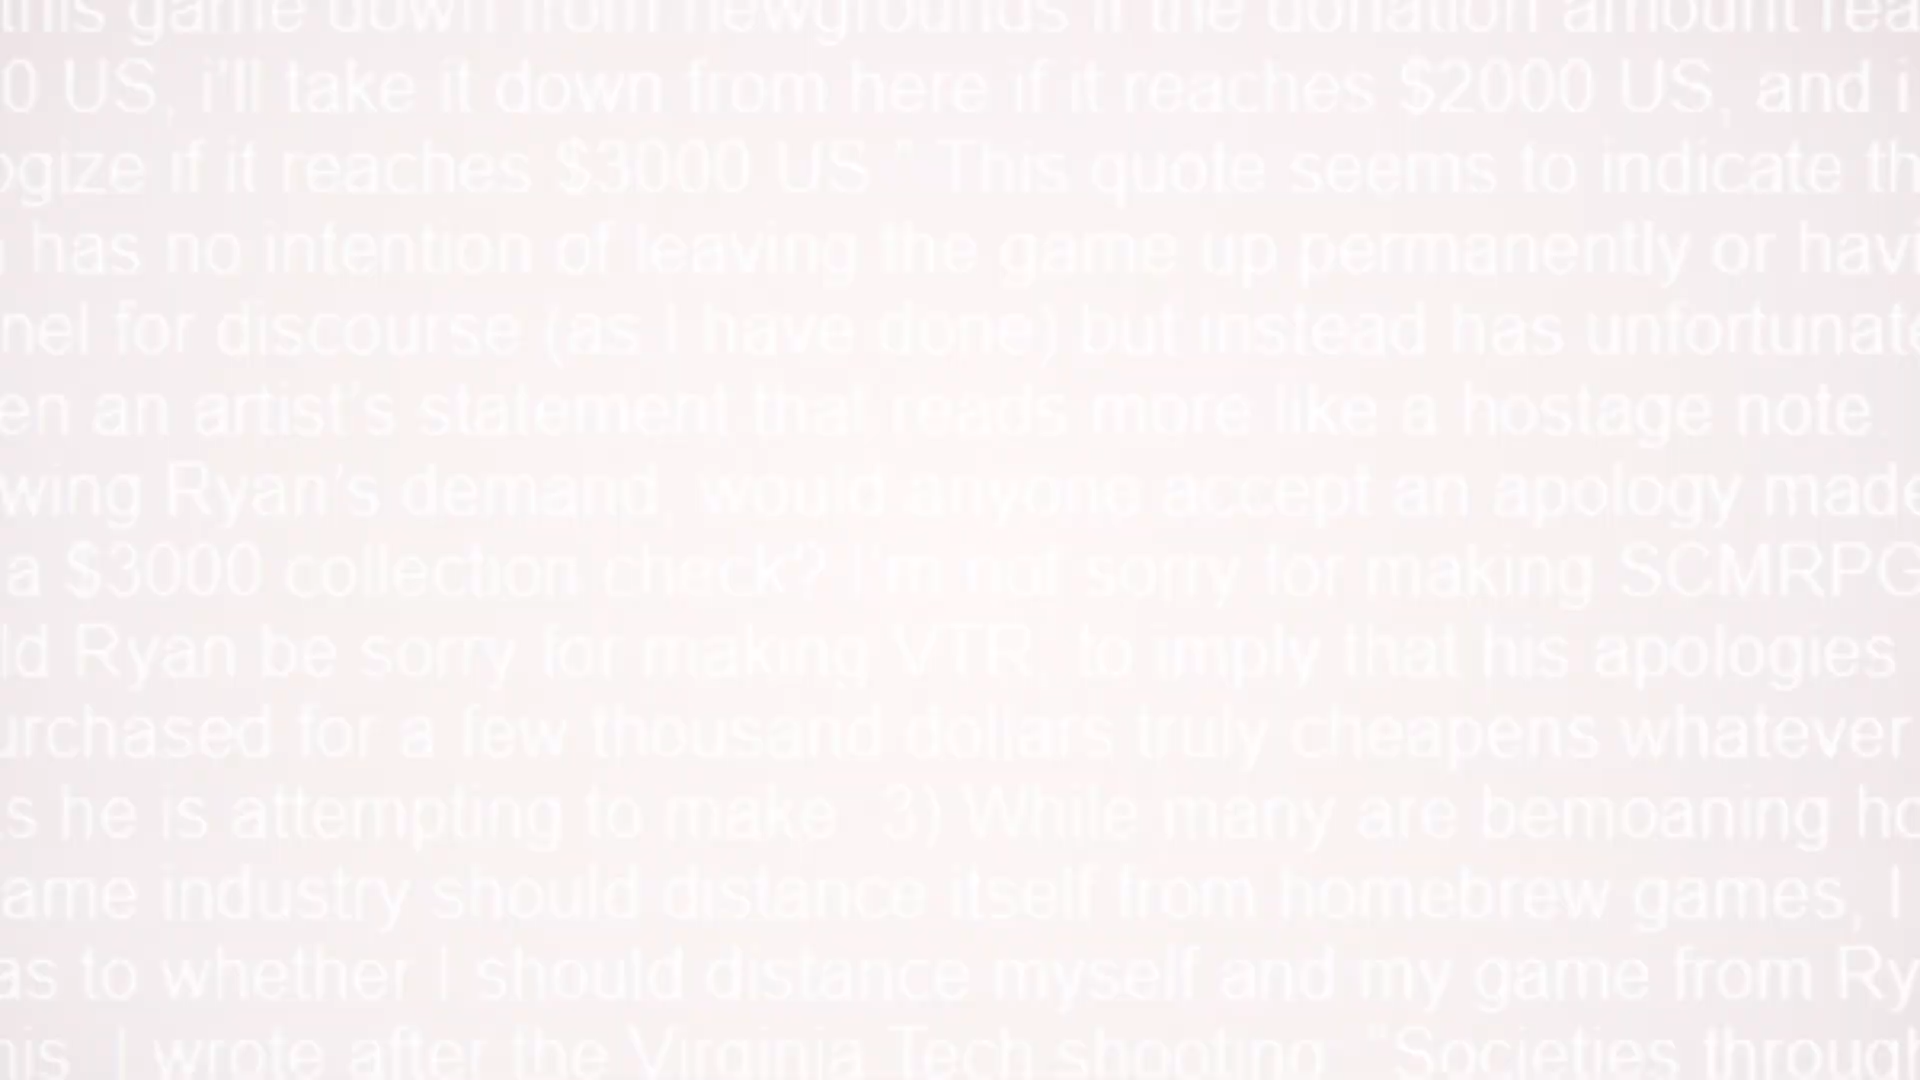 this game down from newgrounds if the donation amount rea
0 US, i'll take it down from here if it reaches $2000 US, and i
ogize if it reaches $3000 US." This quote seems to indicate th
has no intention of leaving the game up permanently or havi
nel for discourse (as I have done) but instead has unfortunate
en an artist's statement that reads more like a hostage note.
wing Ryan's demand, would anyone accept an apology made
a $3000 collection check? I'm not sorry for making SCMRPG
ld Ryan be sorry for making VTR, to imply that his apologies
urchased for a few thousand dollars truly cheapens whatever
s he is attempting to make. 3) While many are bemoaning ho
ame industry should distance itself from homebrew games, I
as to whether I should distance myself and my game from Ry
his. I wrote after the Virginia Tech shooting, "Societies through